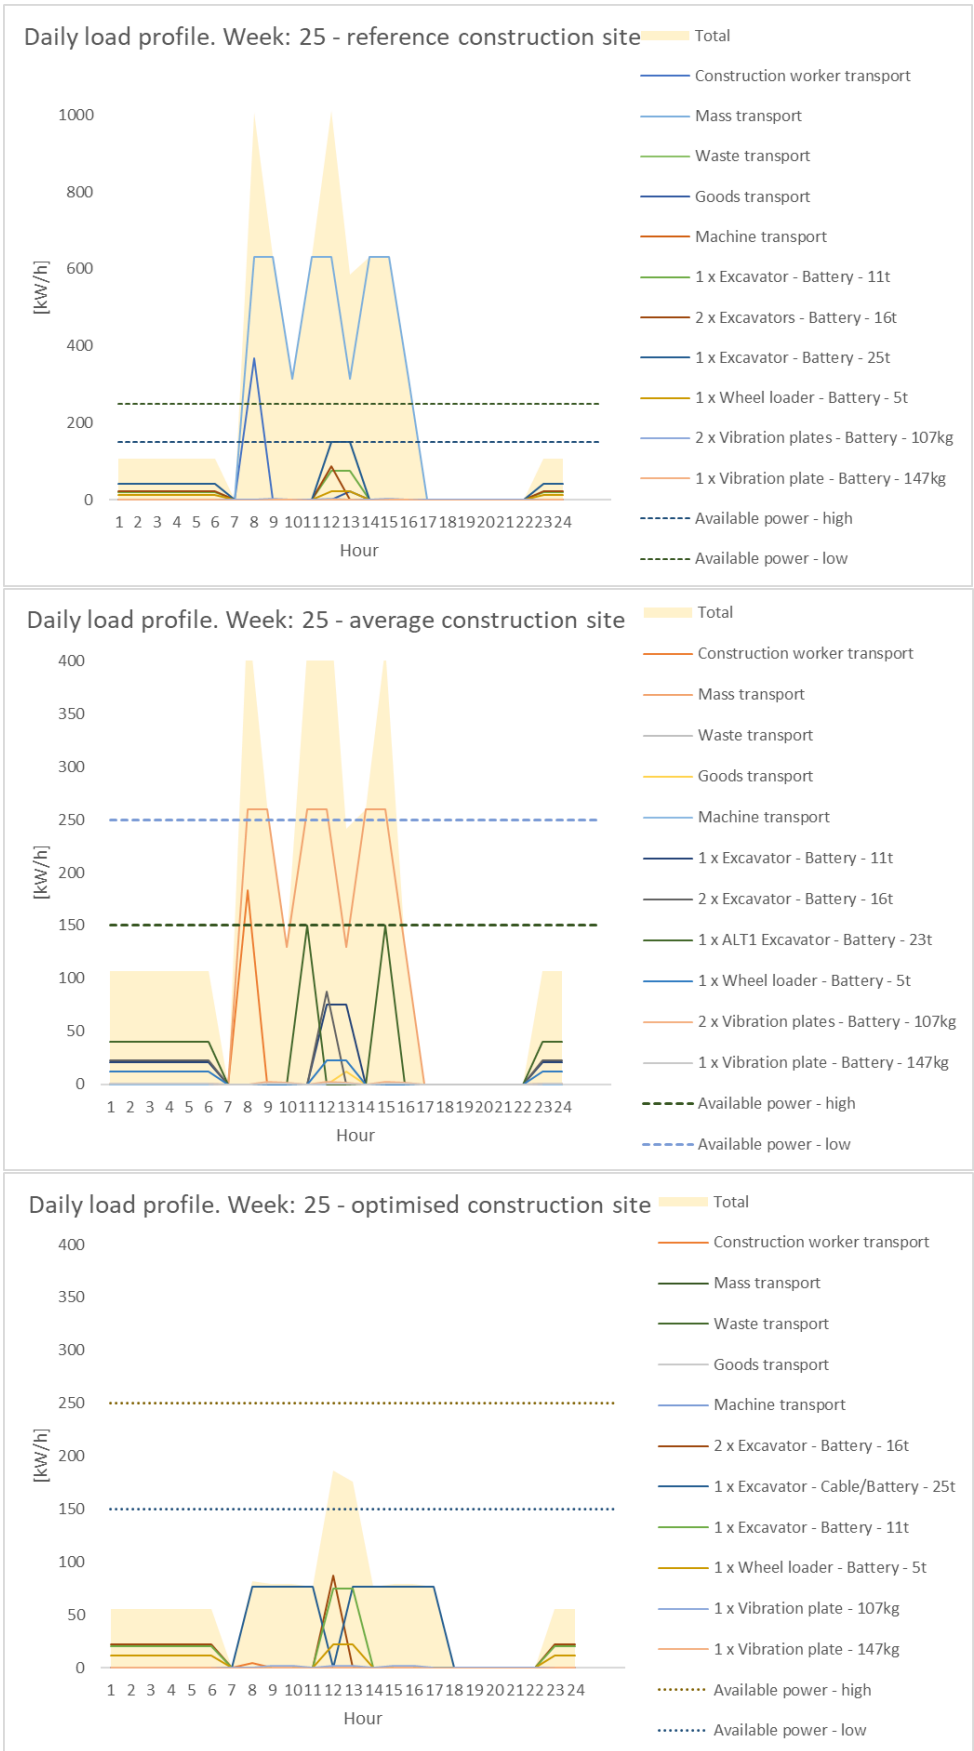 Daily load profile. Week: 25 - reference construction site
Total
Construction worker transport
Mass transport
Waste transport
Goods transport
Machine transport
1 x Excavator - Battery - 11t
2 x Excavators - Battery - 16t
1 x Excavator - Battery - 25t
1 x Wheel loader - Battery - 5t
2 x Vibration plates - Battery - 107kg
1 x Vibration plate - Battery - 147kg
Available power - high
Available power - low
1000
800
600
400
200
0
[kW/h]
1 2 3 4 5 6 7 8 9 10 11 12 13 14 15 16 17 18 19 20 21 22 23 24
Hour
Daily load profile. Week: 25 - average construction site
Total
Construction worker transport
Mass transport
Waste transport
Goods transport
Machine transport
1 x Excavator - Battery - 11t
2 x Excavator - Battery - 16t
1 x ALT1 Excavator - Battery - 23t
1 x Wheel loader - Battery - 5t
2 x Vibration plates - Battery - 107kg
1 x Vibration plate - Battery - 147kg
Available power - high
Available power - low
400
350
300
250
200
150
100
50
0
[kW/h]
1 2 3 4 5 6 7 8 9 10 11 12 13 14 15 16 17 18 19 20 21 22 23 24
Hour
Daily load profile. Week: 25 - optimised construction site
Total
Construction worker transport
Mass transport
Waste transport
Goods transport
Machine transport
2 x Excavator - Battery - 16t
1 x Excavator - Cable/Battery - 25t
1 x Excavator - Battery - 11t
1 x Wheel loader - Battery - 5t
1 x Vibration plate - 107kg
1 x Vibration plate - 147kg
Available power - high
Available power - low
400
350
300
250
200
150
100
50
0
[kW/h]
1 2 3 4 5 6 7 8 9 10 11 12 13 14 15 16 17 18 19 20 21 22 23 24
Hour